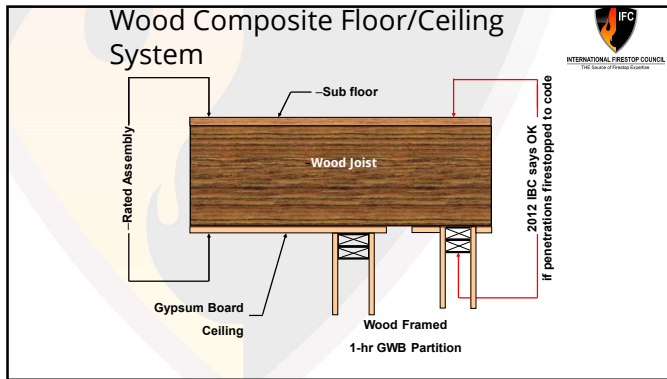 Wood Composite Floor/Ceiling
System
IFC
INTERNATIONAL FIRESTOP COUNCIL
THE Source of Firestop Expertise
–Sub floor
–Rated Assembly
–Wood Joist
2012 IBC says OK
if penetrations firestopped to code
Gypsum Board
Ceiling
Wood Framed
1-hr GWB Partition